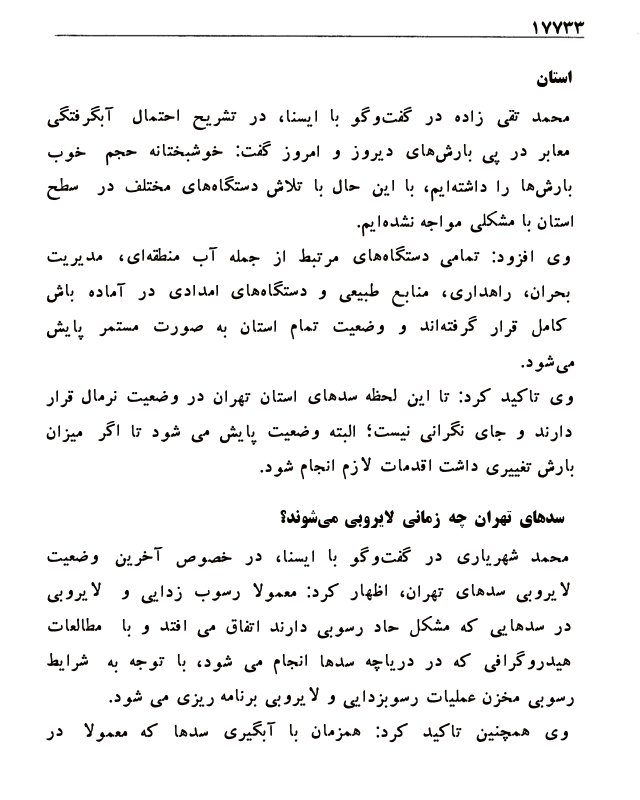 ۱۷۷۳۳
استان
محمد تقی زاده در گفت‌وگو با ایسنا، در تشریح احتمال آبگرفتگی
معابر در پی بارش‌های دیروز و امروز گفت: خوشبختانه حجم خوب
بارش‌ها را داشته‌ایم، با این حال با تلاش دستگاه‌های مختلف در سطح
استان با مشکلی مواجه نشده‌ایم.
وی افزود: تمامی دستگاه‌های مرتبط از جمله آب منطقه‌ای، مدیریت
بحران، راهداری، منابع طبیعی و دستگاه‌های امدادی در آماده باش
کامل قرار گرفته‌اند و وضعیت تمام استان به صورت مستمر پایش
می‌شود.
وی تاکید کرد: تا این لحظه سدهای استان تهران در وضعیت نرمال قرار
دارند و جای نگرانی نیست؛ البته وضعیت پایش می شود تا اگر میزان
بارش تغییری داشت اقدمات لازم انجام شود.
سدهای تهران چه زمانی لایروبی می‌شوند؟
محمد شهریاری در گفت‌وگو با ایسنا، در خصوص آخرین وضعیت
لایروبی سدهای تهران، اظهار کرد: معمولا رسوب زدایی و لایروبی
در سدهایی که مشکل حاد رسوبی دارند اتفاق می افتد و با مطالعات
هیدروگرافی که در دریاچه سدها انجام می شود، با توجه به شرایط
رسوبی مخزن عملیات رسوبزدایی و لایروبی برنامه ریزی می شود.
وی همچنین تاکید کرد: همزمان با آبگیری سدها که معمولا در